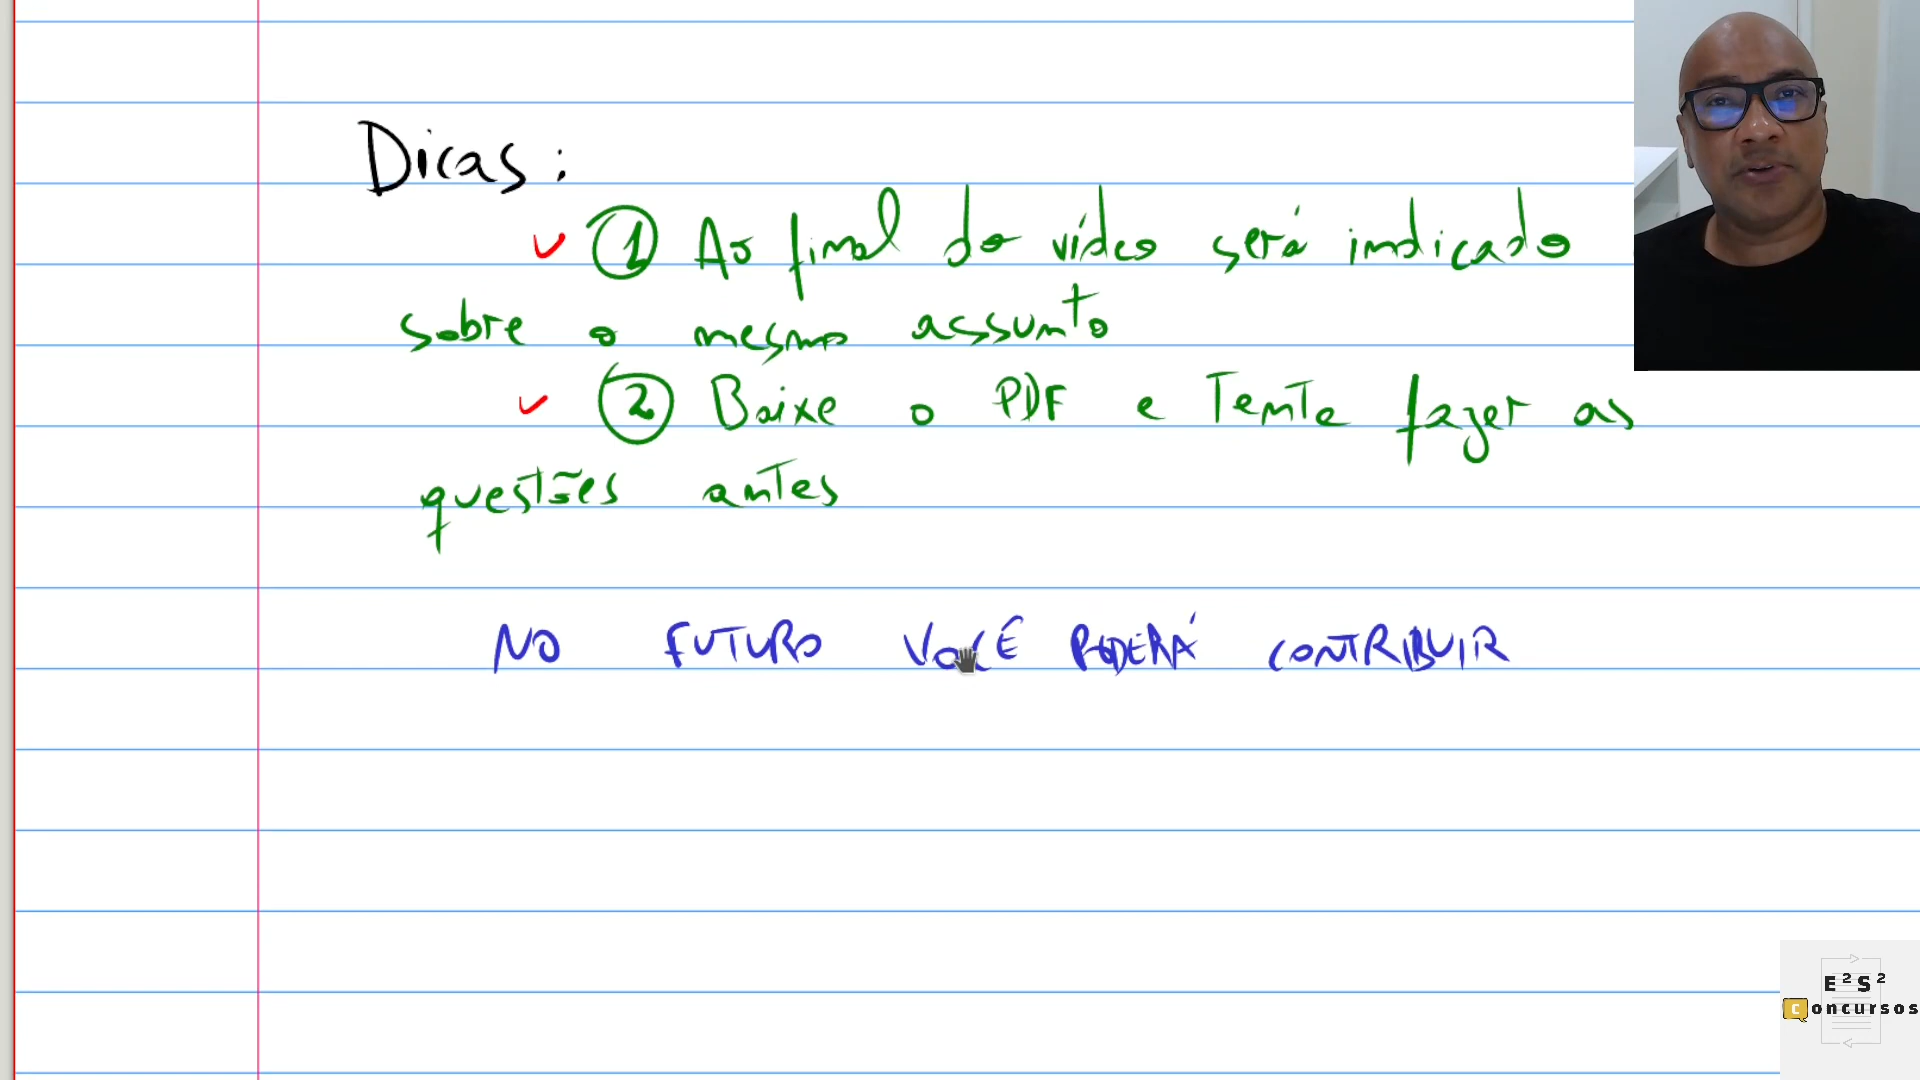 Dicas:
✓ 1 Ao final do vídeo será indicado
sobre o mesmo assunto
✓ 2 Baixe o PDF e Tente fazer as
questões antes
NO FUTURO VOCÊ PODERÁ CONTRIBUIR
E²S²
Concursos